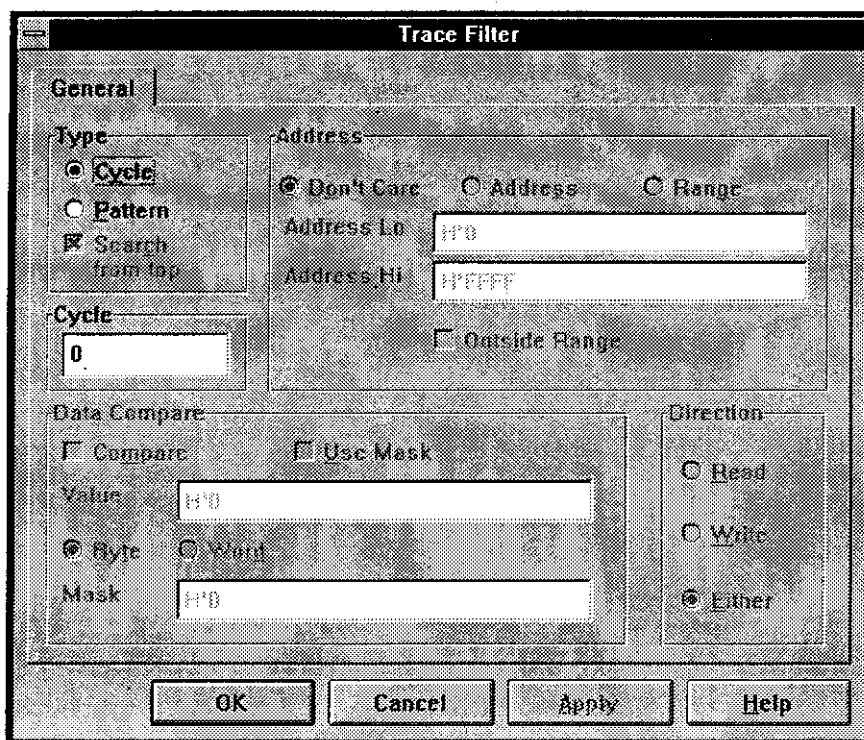 Trace Filter
General
Type
Cycle
Pattern
Search
from top
Address
Don't Care Address Range
Address Lo H'0
Address Hi H'FFFF
Outside Range
Cycle
0
Data Compare
Compare Use Mask
Value H'0
Byte Word
Mask H'0
Direction
Read
Write
Either
OK Cancel Apply Help